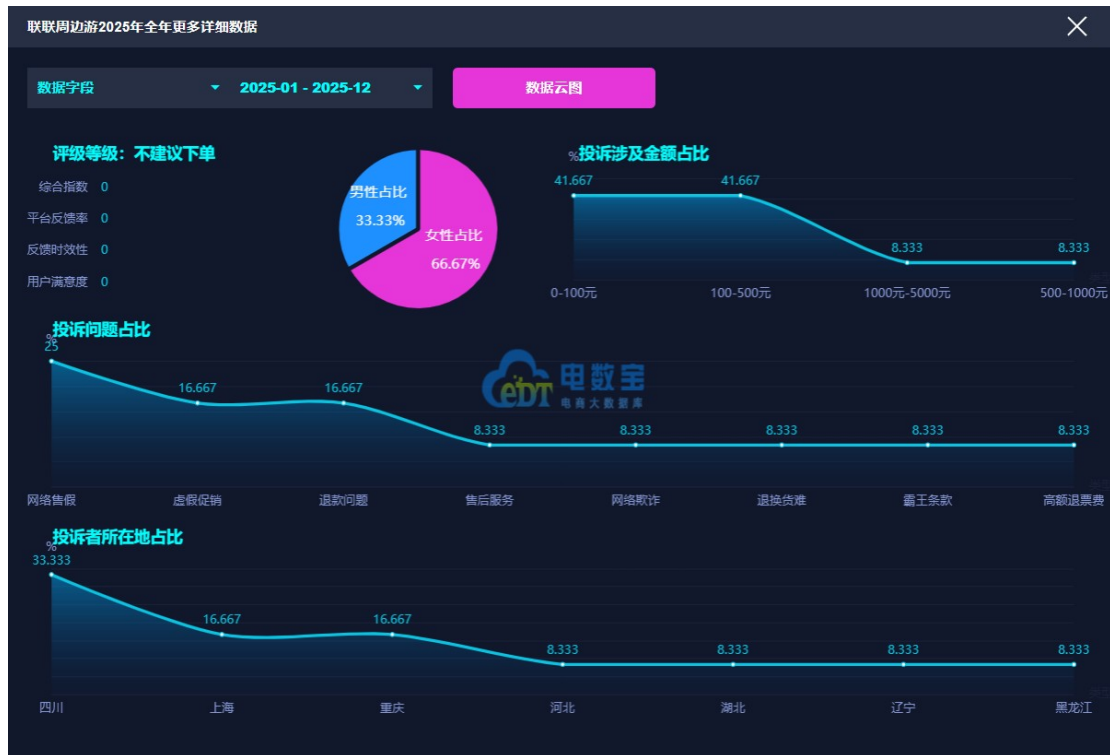 联联周边游2025年全年更多详细数据
数据字段
2025-01 - 2025-12
数据云图
评级等级：不建议下单
综合指数 0
平台反馈率 0
反馈时效性 0
用户满意度 0
男性占比
33.33%
女性占比
66.67%
%
投诉涉及金额占比
41.667 41.667 8.333 8.333
0-100元 100-500元 1000元-5000元 500-1000元
投诉问题占比
%
25 16.667 16.667 8.333 8.333 8.333 8.333 8.333
网络售假 虚假促销 退款问题 售后服务 网络欺诈 退换货难 霸王条款 高额退票费
eDT 电数宝
电商大数据库
投诉者所在地占比
%
33.333 16.667 16.667 8.333 8.333 8.333 8.333
四川 上海 重庆 河北 湖北 辽宁 黑龙江